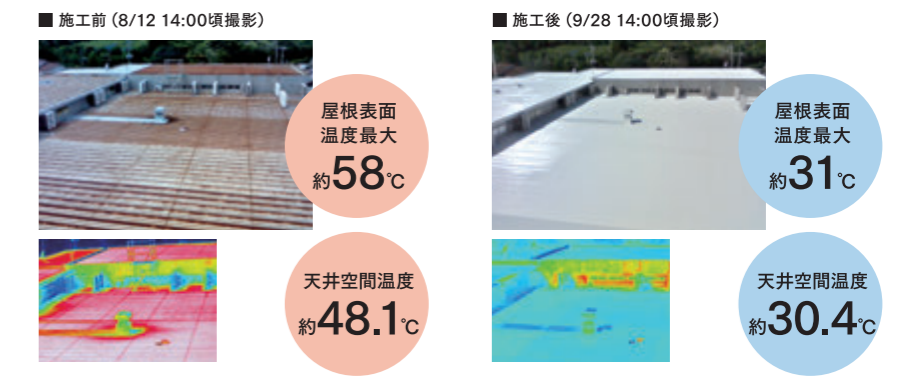 ■ 施工前（8/12 14:00頃撮影）
屋根表面
温度最大
約58℃
天井空間温度
約48.1℃
■ 施工後（9/28 14:00頃撮影）
屋根表面
温度最大
約31℃
天井空間温度
約30.4℃